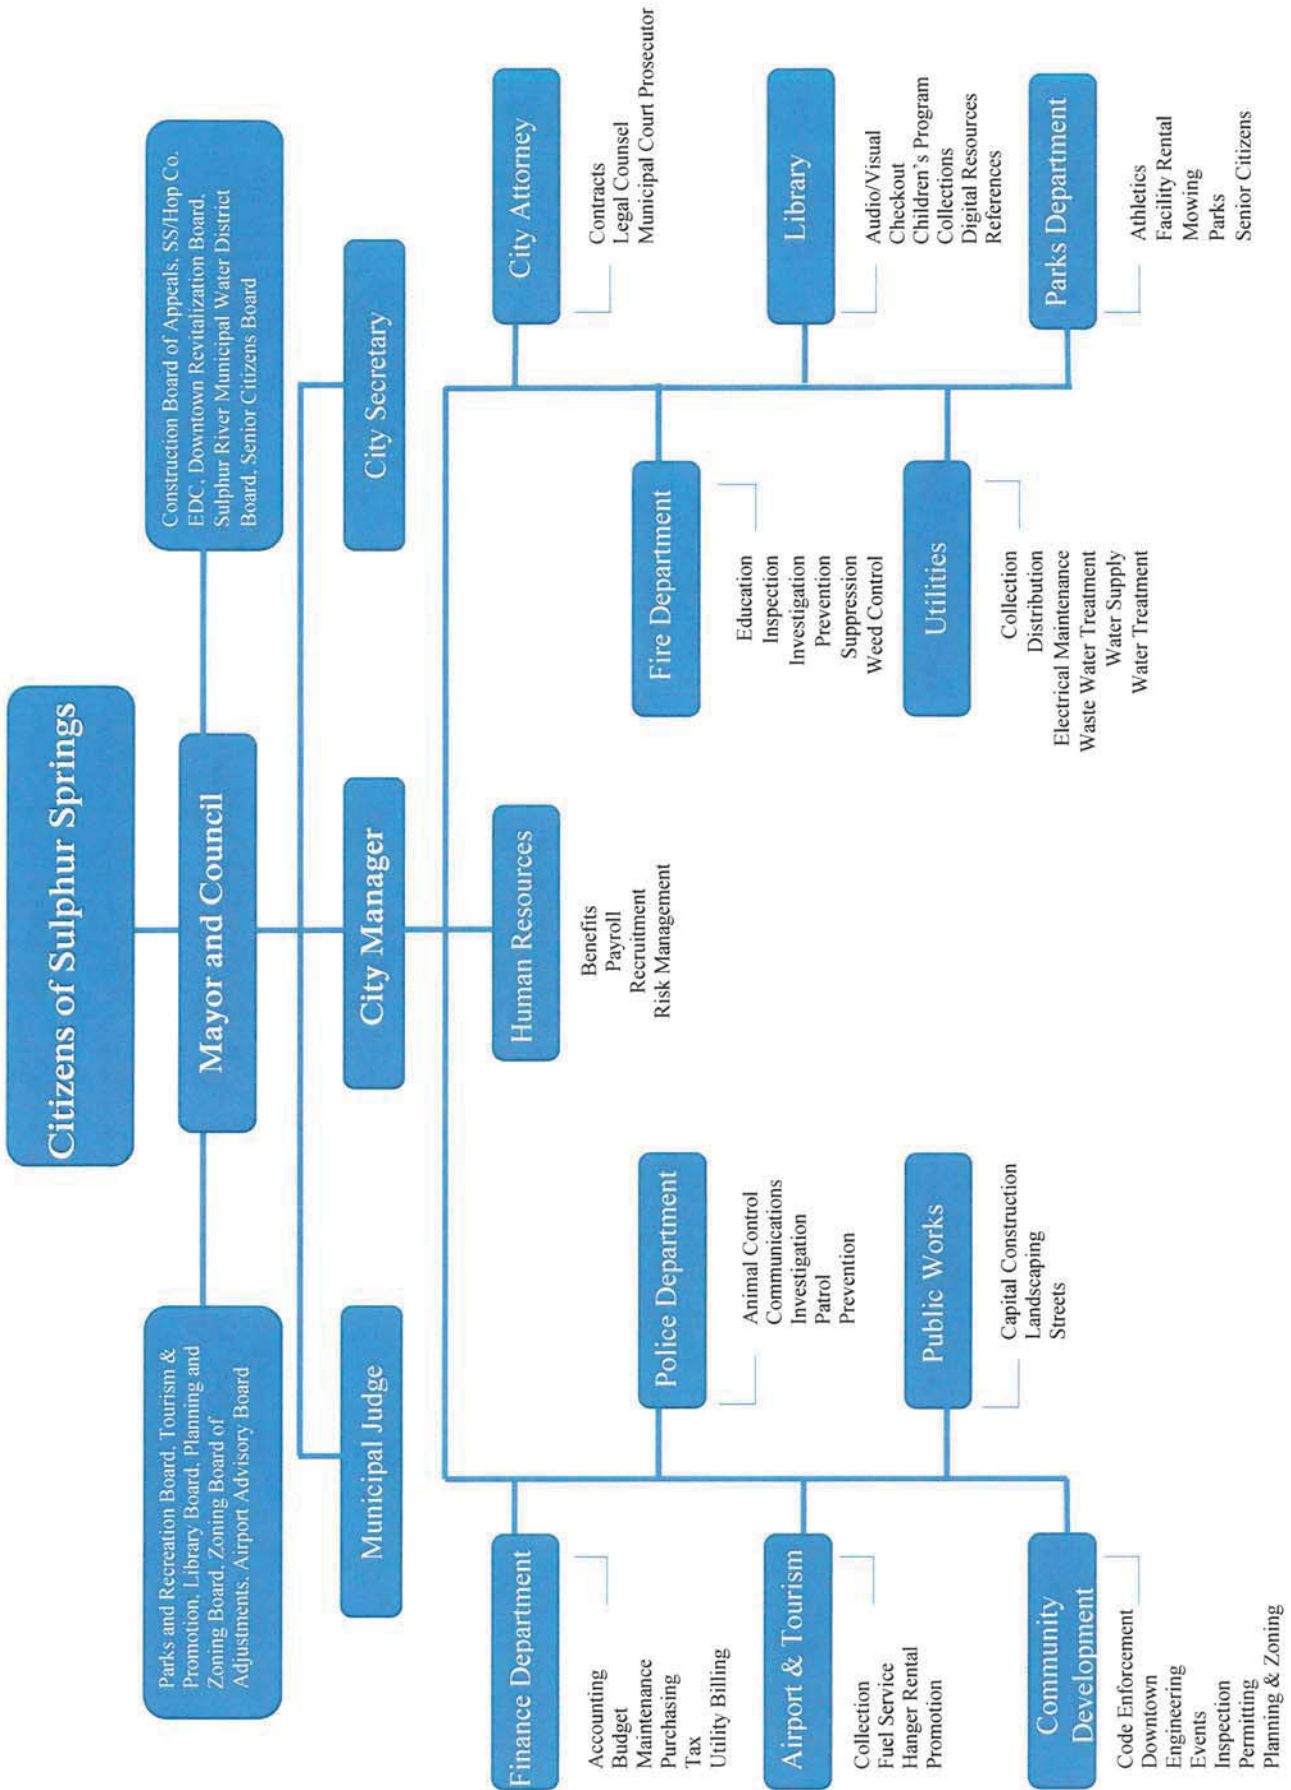 Citizens of Sulphur Springs
Mayor and Council
Parks and Recreation Board, Tourism &
Promotion, Library Board, Planning and
Zoning Board, Zoning Board of
Adjustments, Airport Advisory Board
Construction Board of Appeals, SS/Hop Co.
EDC, Downtown Revitalization Board,
Sulphur River Municipal Water District
Board, Senior Citizens Board
Municipal Judge
City Manager
City Secretary
Finance Department
Accounting
Budget
Maintenance
Purchasing
Tax
Utility Billing
Human Resources
Benefits
Payroll
Recruitment
Risk Management
City Attorney
Contracts
Legal Counsel
Municipal Court Prosecutor
Police Department
Animal Control
Communications
Investigation
Patrol
Prevention
Fire Department
Education
Inspection
Investigation
Prevention
Suppression
Weed Control
Airport & Tourism
Collection
Fuel Service
Hanger Rental
Promotion
Library
Audio/Visual
Checkout
Children's Program
Collections
Digital Resources
References
Public Works
Capital Construction
Landscaping
Streets
Utilities
Collection
Distribution
Electrical Maintenance
Waste Water Treatment
Water Supply
Water Treatment
Community
Development
Code Enforcement
Downtown
Engineering
Events
Inspection
Permitting
Planning & Zoning
Parks Department
Athletics
Facility Rental
Mowing
Parks
Senior Citizens